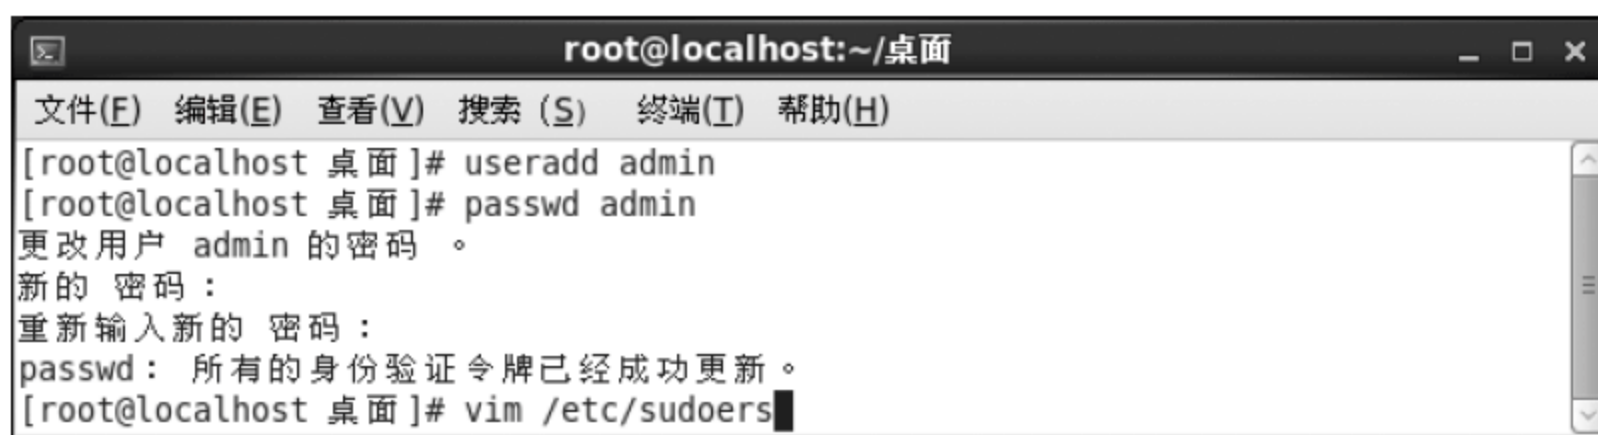 root@localhost:~/桌面
文件(F) 编辑(E) 查看(V) 搜索 (S) 终端(T) 帮助(H)
[root@localhost 桌面]# useradd admin
[root@localhost 桌面]# passwd admin
更改用户 admin 的密码 。
新的 密码：
重新输入新的 密码：
passwd： 所有的身份验证令牌已经成功更新。
[root@localhost 桌面]# vim /etc/sudoers